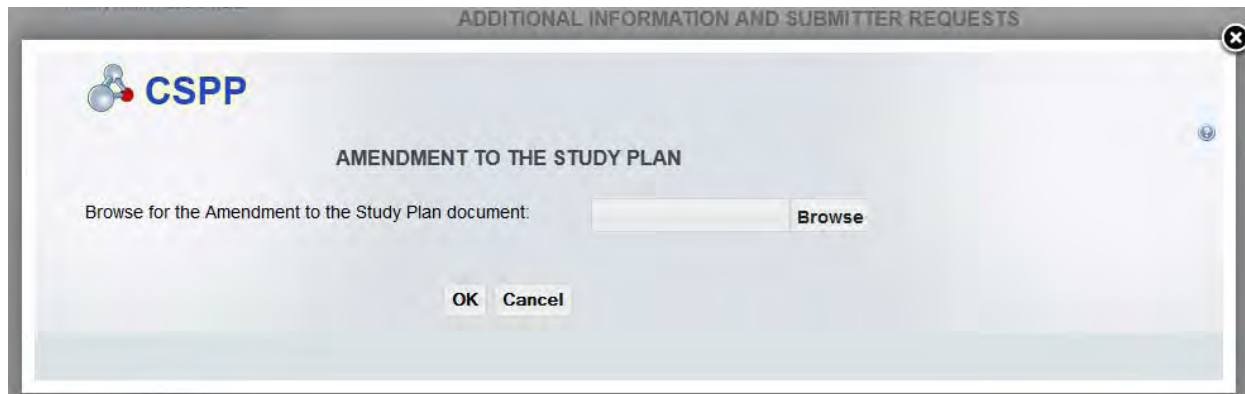 ADDITIONAL INFORMATION AND SUBMITTER REQUESTS
CSPP
AMENDMENT TO THE STUDY PLAN
Browse for the Amendment to the Study Plan document:
Browse
OK Cancel